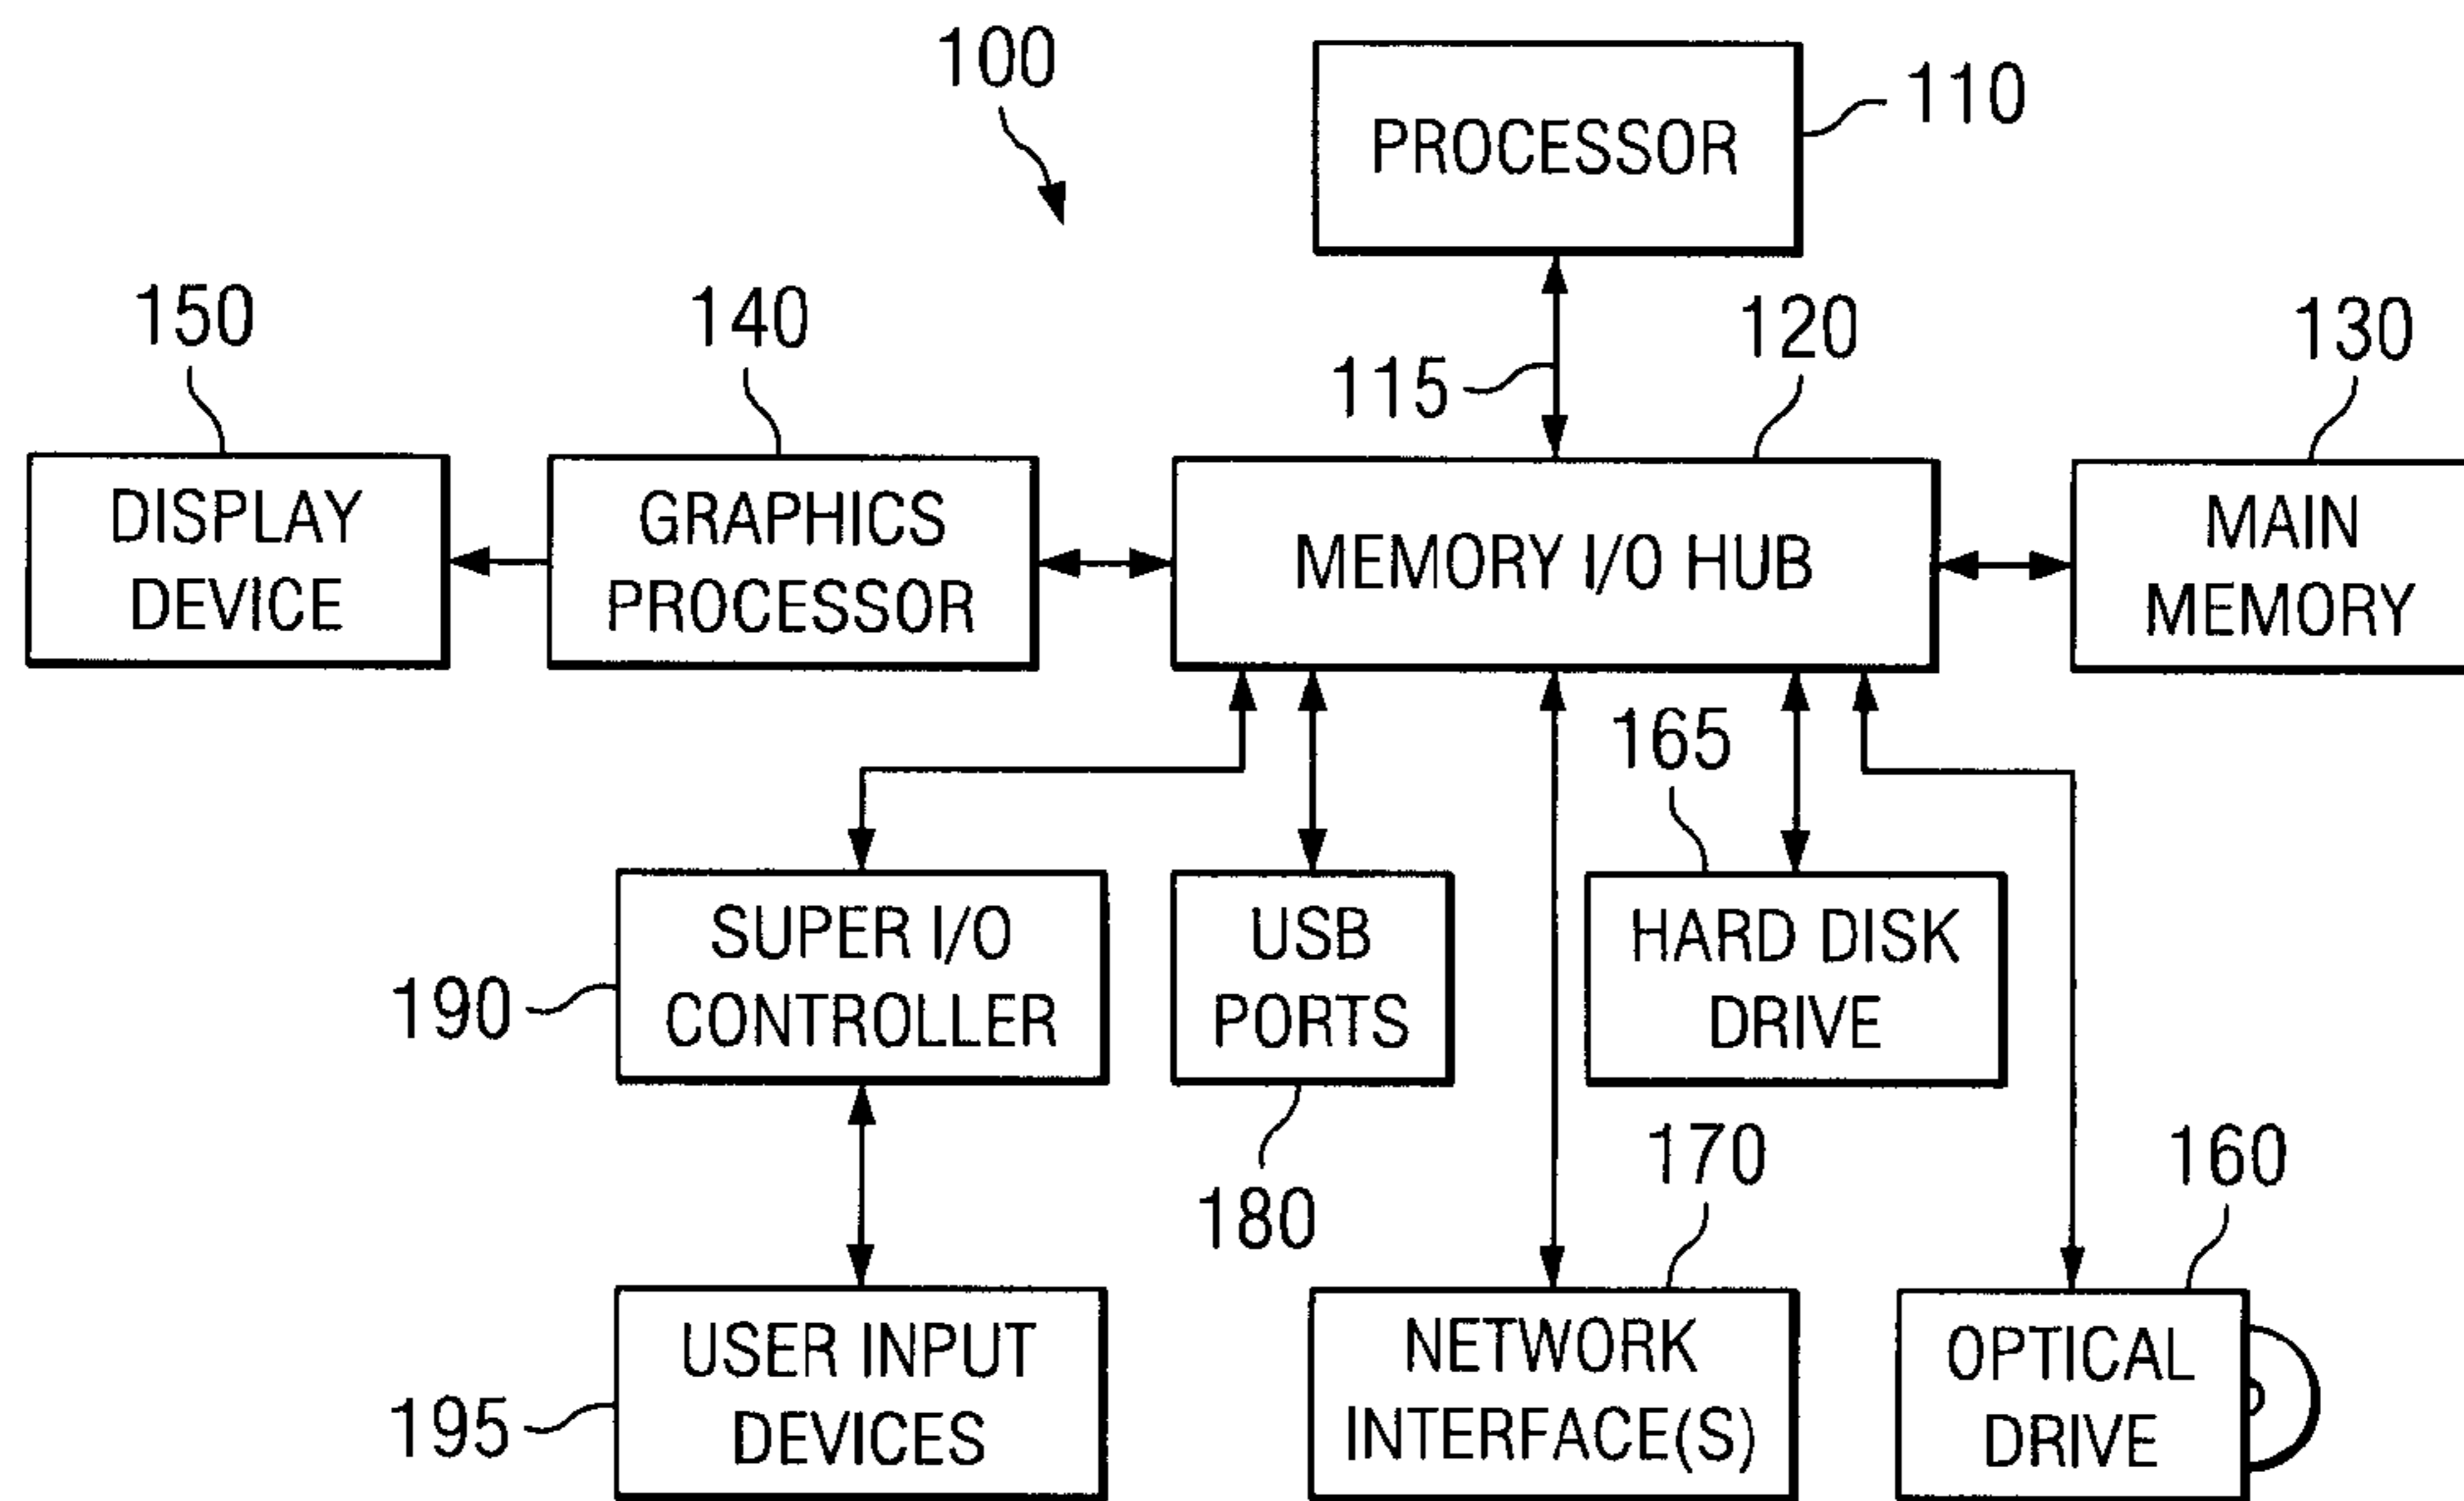 100
PROCESSOR
110
150
140
115
120
130
DISPLAY
DEVICE
GRAPHICS
PROCESSOR
MEMORY I/O HUB
MAIN
MEMORY
165
190
SUPER I/O
CONTROLLER
USB
PORTS
HARD DISK
DRIVE
180
170
160
195
USER INPUT
DEVICES
NETWORK
INTERFACE(S)
OPTICAL
DRIVE